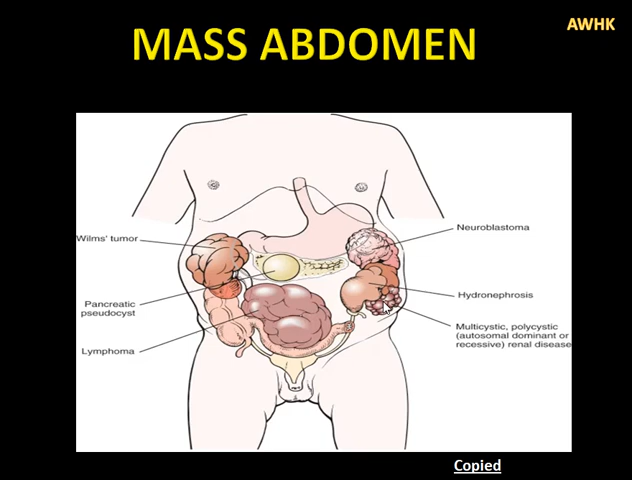 AWHK
MASS ABDOMEN
Wilms' tumor
Neuroblastoma
Pancreatic
pseudocyst
Hydronephrosis
Lymphoma
Multicystic, polycystic
(autosomal dominant or
recessive) renal disease
Copied